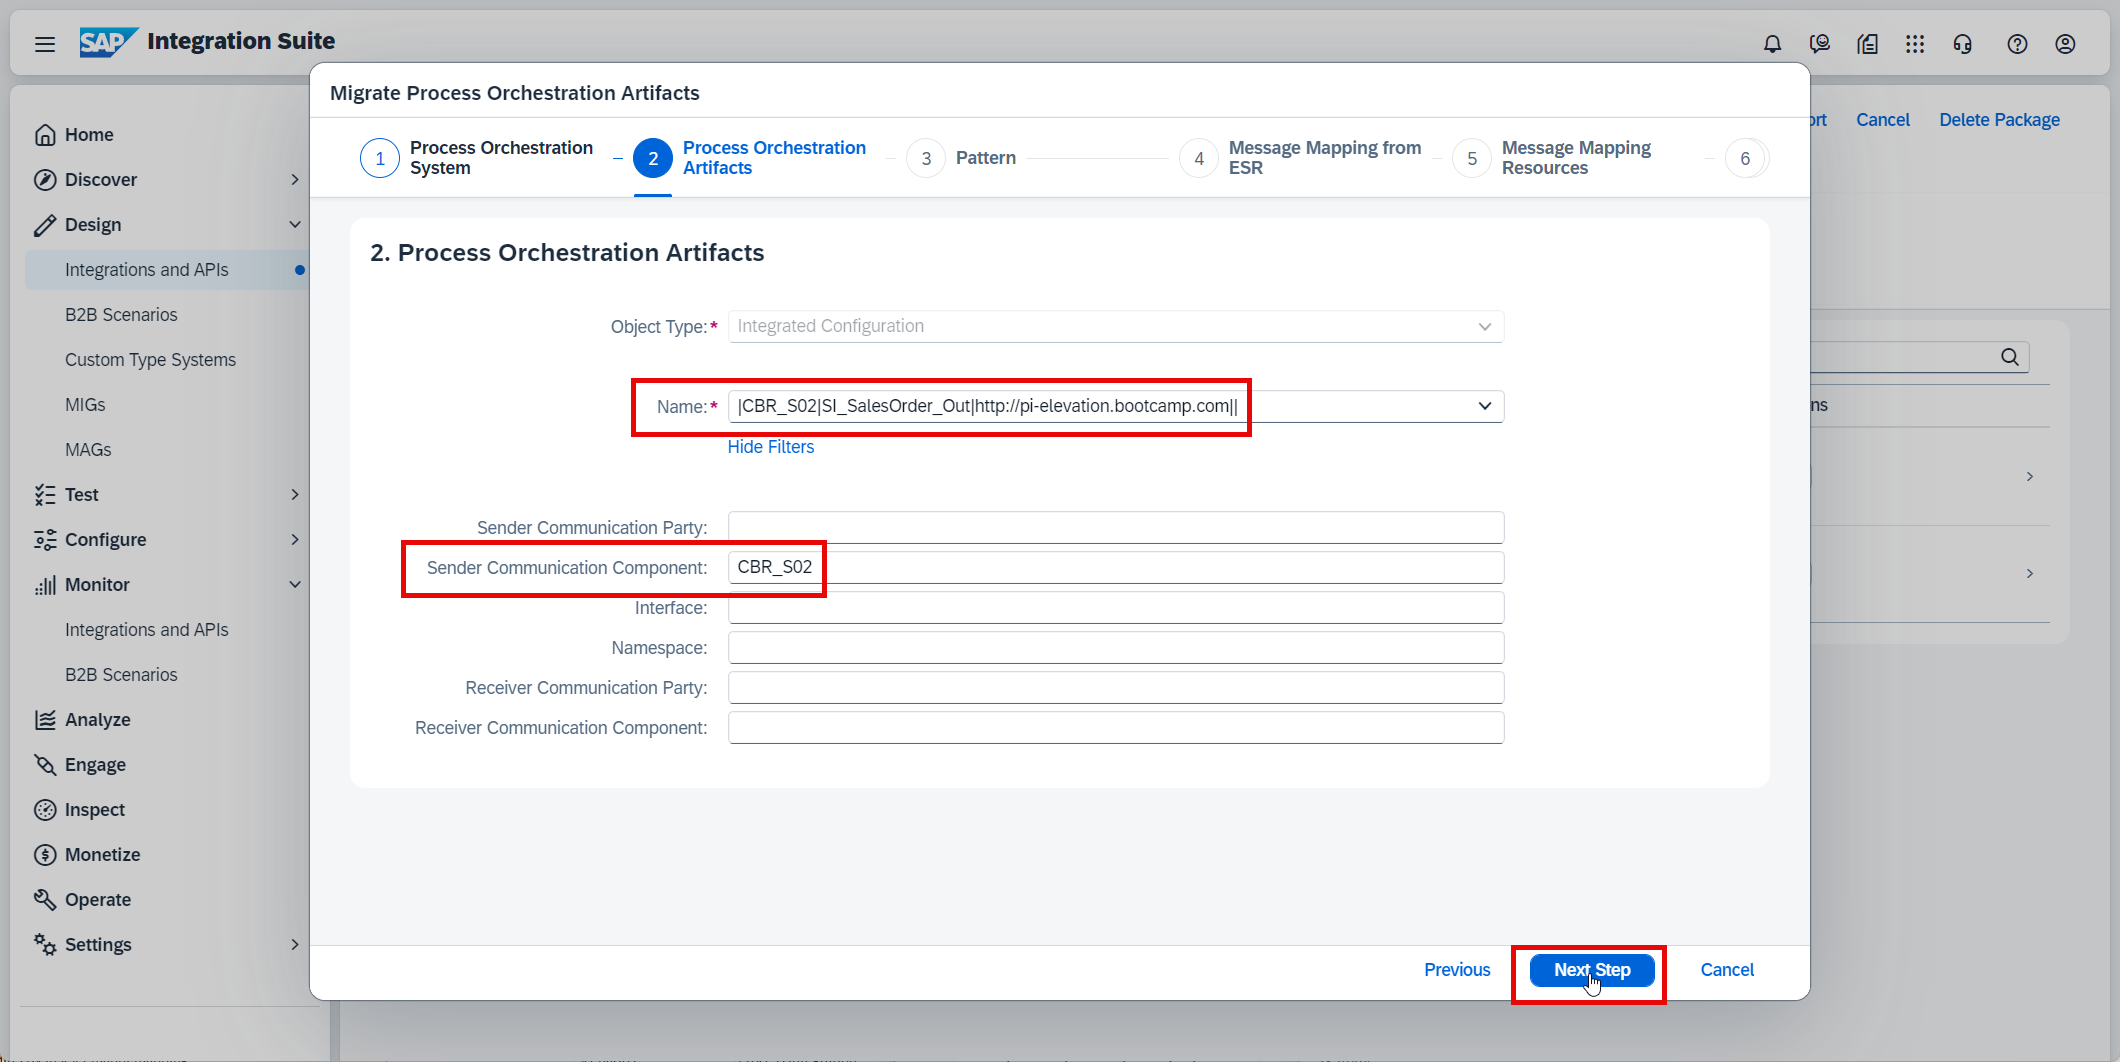 SAP Integration Suite
Migrate Process Orchestration Artifacts
ort Cancel Delete Package
1 Process Orchestration System
2 Process Orchestration Artifacts
3 Pattern
4 Message Mapping from ESR
5 Message Mapping Resources
6
Home
Discover
Design
Integrations and APIs
B2B Scenarios
Custom Type Systems
MIGs
MAGs
Test
Configure
Monitor
Integrations and APIs
B2B Scenarios
Analyze
Engage
Inspect
Monetize
Operate
Settings
2. Process Orchestration Artifacts
Object Type:* Integrated Configuration
Name:* |CBR_S02|SI_SalesOrder_Out|http://pi-elevation.bootcamp.com||
Hide Filters
Sender Communication Party:
Sender Communication Component: CBR_S02
Interface:
Namespace:
Receiver Communication Party:
Receiver Communication Component:
ns
Previous Next Step Cancel